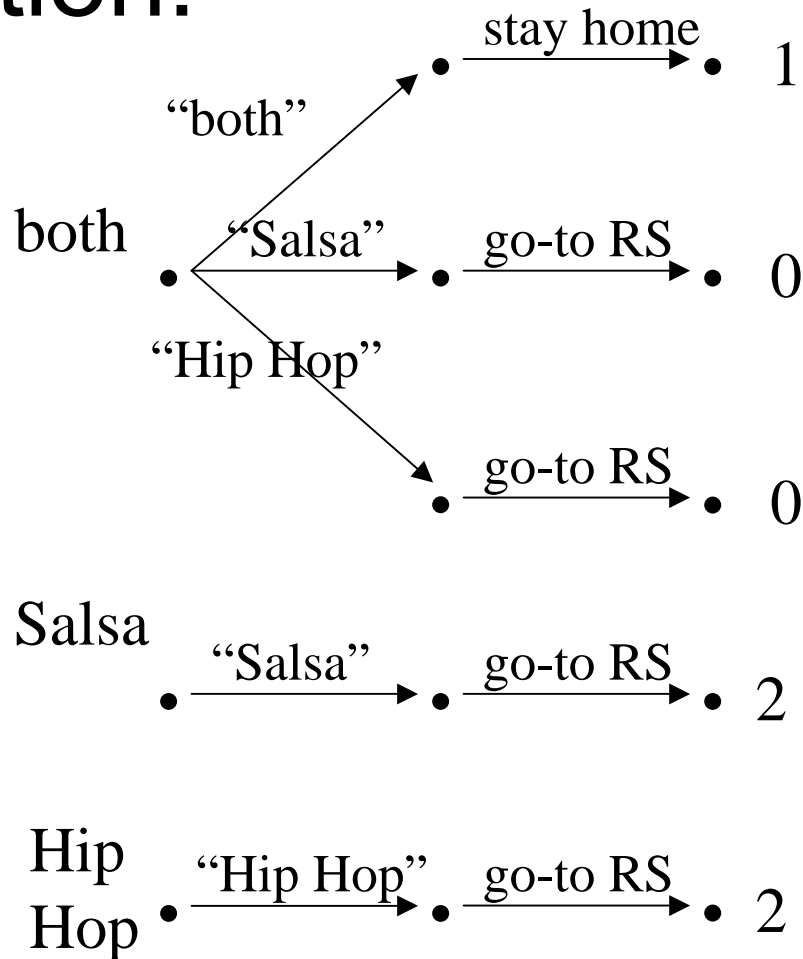 tion:
stay home
1
“both”
both
“Salsa”
go-to RS
0
“Hip Hop”
go-to RS
0
Salsa
“Salsa”
go-to RS
2
Hip
Hop
“Hip Hop”
go-to RS
2